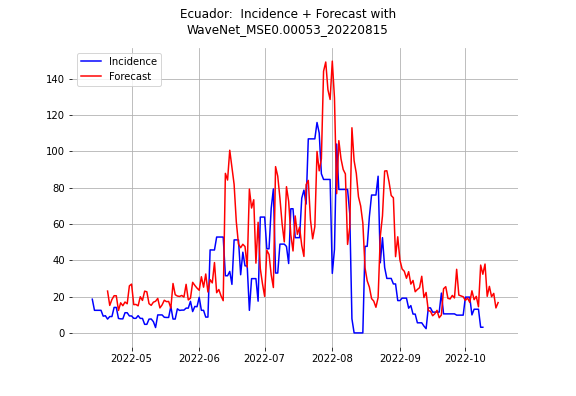 Ecuador:  Incidence + Forecast with
WaveNet_MSE0.00053_20220815
Incidence
Forecast
140
120
100
80
60
40
20
0
2022-05 2022-06 2022-07 2022-08 2022-09 2022-10